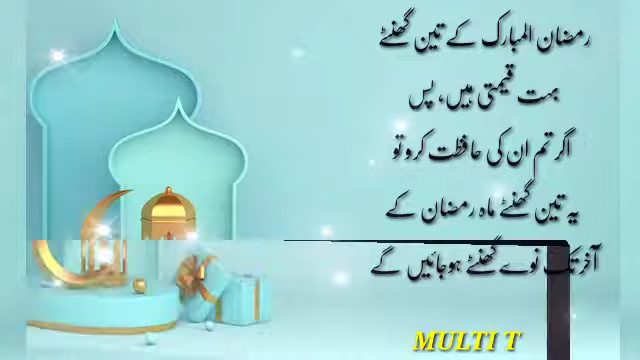 رمضان المبارک کے تین گھنٹے
بہت قیمتی ہیں، پس
اگر تم ان کی حافظت کرو تو
یہ تین گھنٹے ماہ رمضان کے
آخر تک نوے گھنٹے ہوجائیں گے
MULTI T